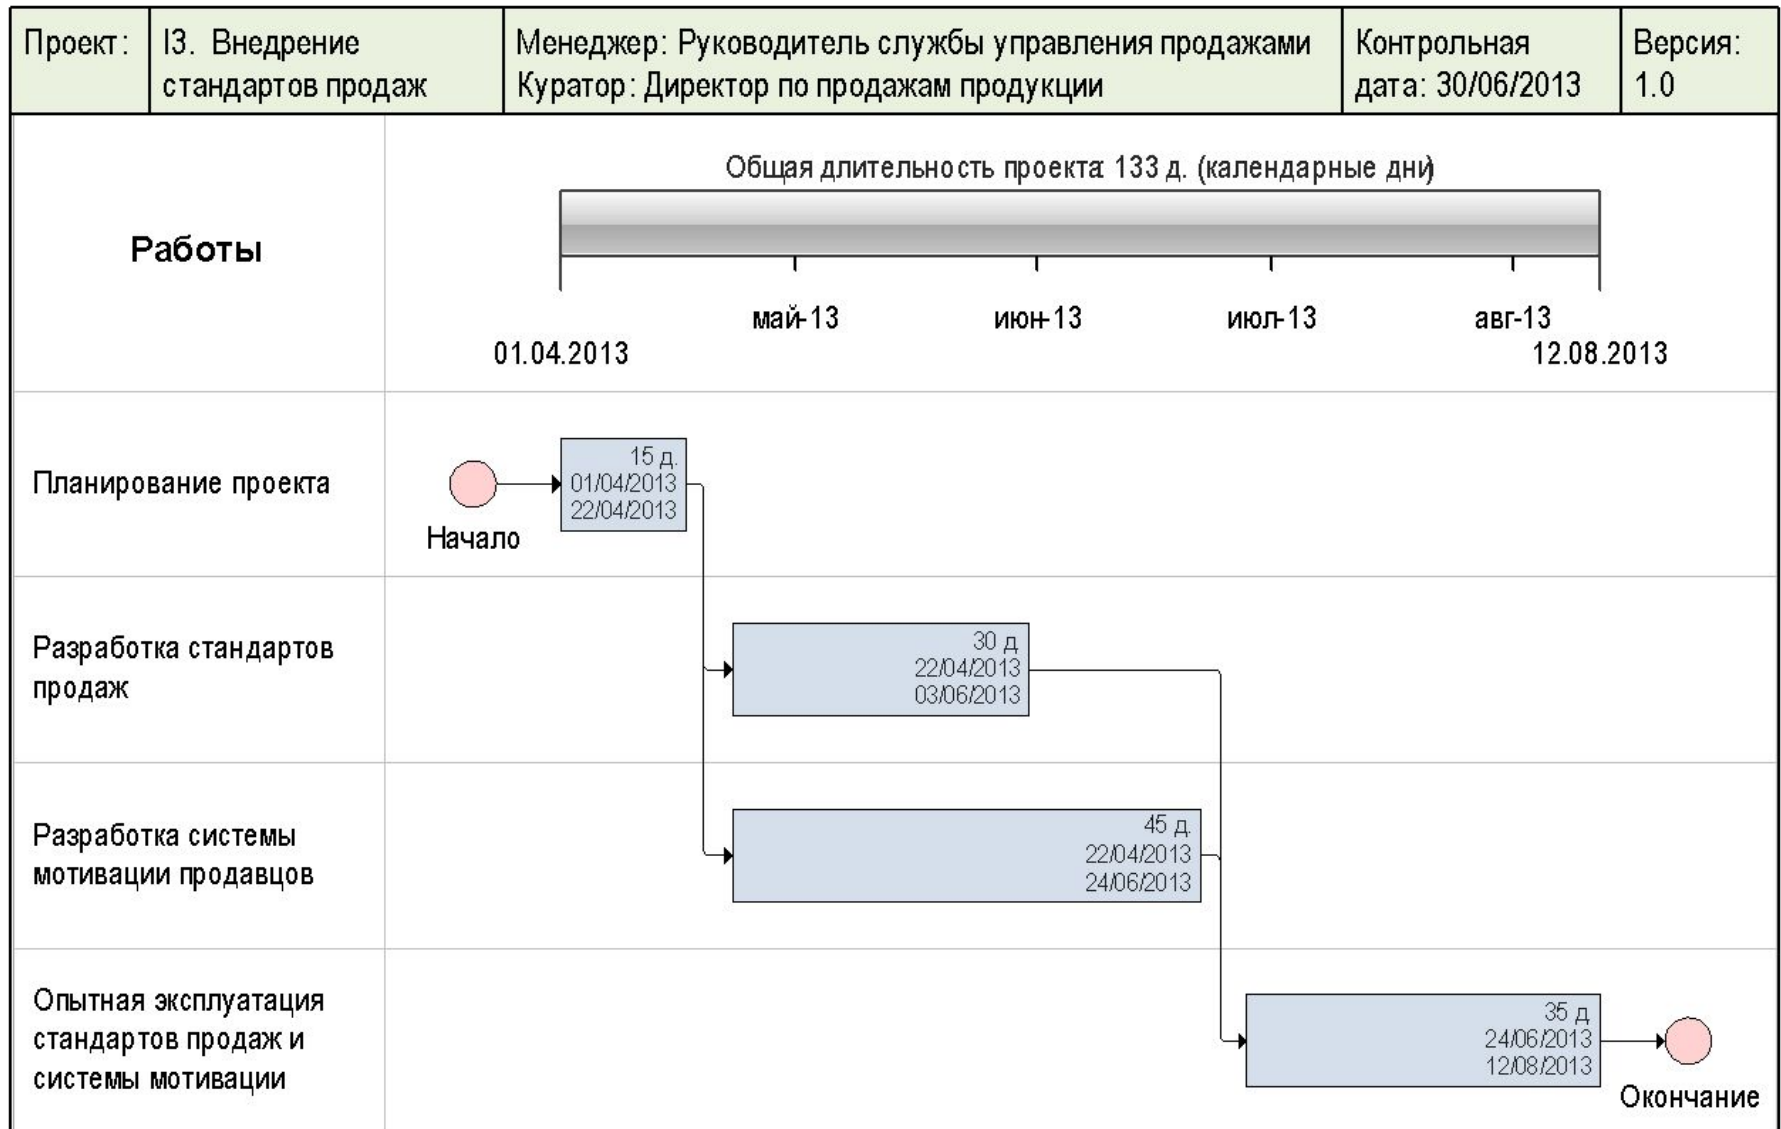 Проект:
I3. Внедрение
стандартов продаж
Менеджер: Руководитель службы управления продажами
Куратор: Директор по продажам продукции
Контрольная
дата: 30/06/2013
Версия:
1.0
Работы
Общая длительность проекта: 133 д. (календарные дни)
май-13
июн-13
июл-13
авг-13
01.04.2013
12.08.2013
Планирование проекта
Начало
15 д.
01/04/2013
22/04/2013
Разработка стандартов
продаж
30 д
22/04/2013
03/06/2013
Разработка системы
мотивации продавцов
45 д.
22/04/2013
24/06/2013
Опытная эксплуатация
стандартов продаж и
системы мотивации
35 д
24/06/2013
12/08/2013
Окончание